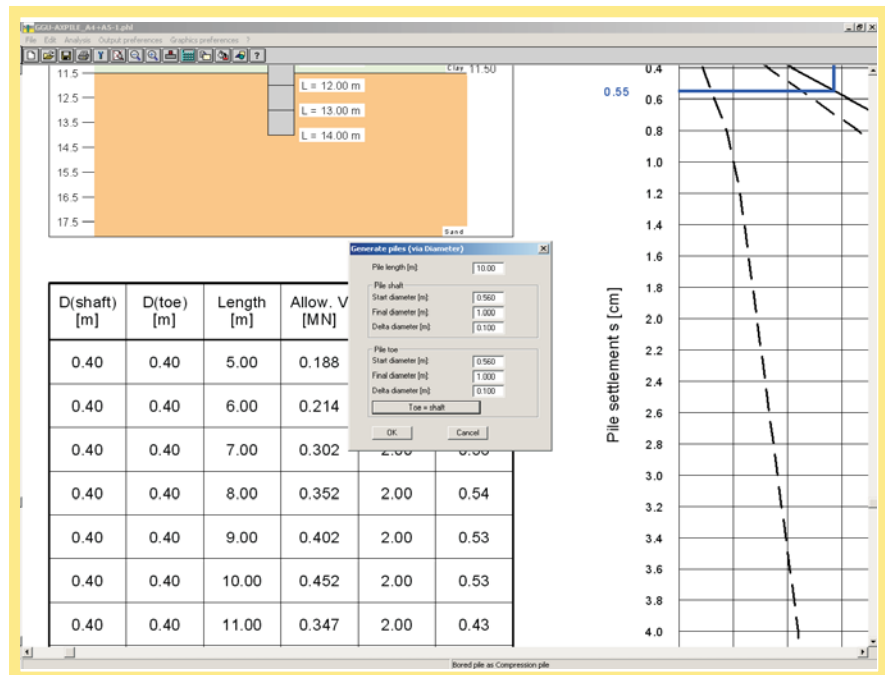 GGU-AXPILE_A4+A5-1.phl
File Edit Analysis Output preferences Graphics preferences ?
11.5
12.5
13.5
14.5
15.5
16.5
17.5
Clay 11.50
L = 12.00 m
L = 13.00 m
L = 14.00 m
Sand
0.55
0.4
0.6
0.8
1.0
1.2
1.4
1.6
1.8
2.0
2.2
2.4
2.6
2.8
3.0
3.2
3.4
3.6
3.8
4.0
Pile settlement s [cm]
Generate piles (via Diameter)
Pile length [m]: 10.00
Pile shaft
Start diameter [m]: 0.560
Final diameter [m]: 1.000
Delta diameter [m]: 0.100
Pile toe
Start diameter [m]: 0.560
Final diameter [m]: 1.000
Delta diameter [m]: 0.100
Toe = shaft
OK Cancel
D(shaft) [m] D(toe) [m] Length [m] Allow. V [MN]
0.40 0.40 5.00 0.188
0.40 0.40 6.00 0.214
0.40 0.40 7.00 0.302 2.00
0.40 0.40 8.00 0.352 2.00 0.54
0.40 0.40 9.00 0.402 2.00 0.53
0.40 0.40 10.00 0.452 2.00 0.53
0.40 0.40 11.00 0.347 2.00 0.43
Bored pile as Compression pile